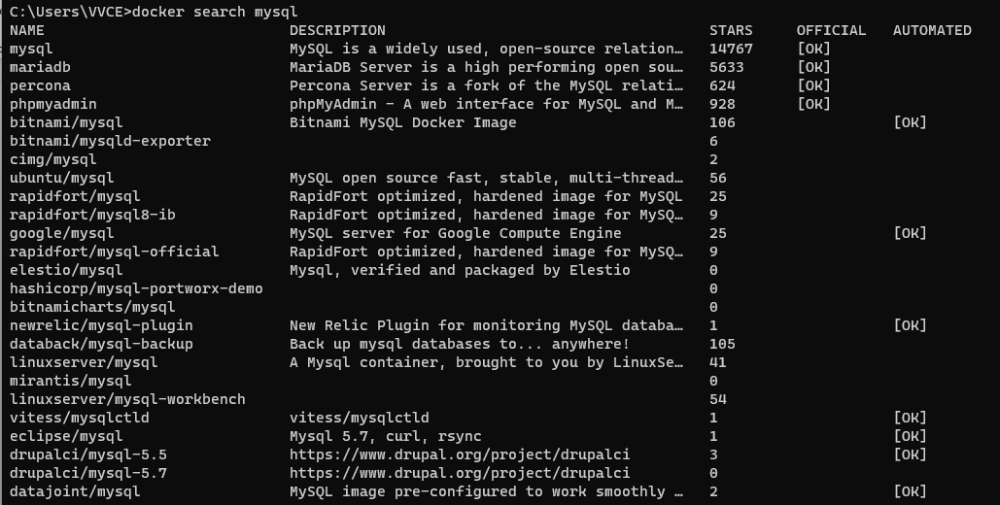 C:\Users\VVCE>docker search mysql
NAME DESCRIPTION STARS OFFICIAL AUTOMATED
mysql MySQL is a widely used, open-source relation… 14767 [OK]
mariadb MariaDB Server is a high performing open sou… 5633 [OK]
percona Percona Server is a fork of the MySQL relati… 624 [OK]
phpmyadmin phpMyAdmin - A web interface for MySQL and M… 928 [OK]
bitnami/mysql Bitnami MySQL Docker Image 106 [OK]
bitnami/mysqld-exporter 6
cimg/mysql 2
ubuntu/mysql MySQL open source fast, stable, multi-thread… 56
rapidfort/mysql RapidFort optimized, hardened image for MySQL 25
rapidfort/mysql8-ib RapidFort optimized, hardened image for MySQ… 9
google/mysql MySQL server for Google Compute Engine 25 [OK]
rapidfort/mysql-official RapidFort optimized, hardened image for MySQ… 9
elestio/mysql Mysql, verified and packaged by Elestio 0
hashicorp/mysql-portworx-demo 0
bitnamicharts/mysql 0
newrelic/mysql-plugin New Relic Plugin for monitoring MySQL databa… 1 [OK]
databack/mysql-backup Back up mysql databases to... anywhere! 105
linuxserver/mysql A Mysql container, brought to you by LinuxSe… 41
mirantis/mysql 0
linuxserver/mysql-workbench 54
vitess/mysqlctld vitess/mysqlctld 1 [OK]
eclipse/mysql Mysql 5.7, curl, rsync 1 [OK]
drupalci/mysql-5.5 https://www.drupal.org/project/drupalci 3 [OK]
drupalci/mysql-5.7 https://www.drupal.org/project/drupalci 0
datajoint/mysql MySQL image pre-configured to work smoothly … 2 [OK]